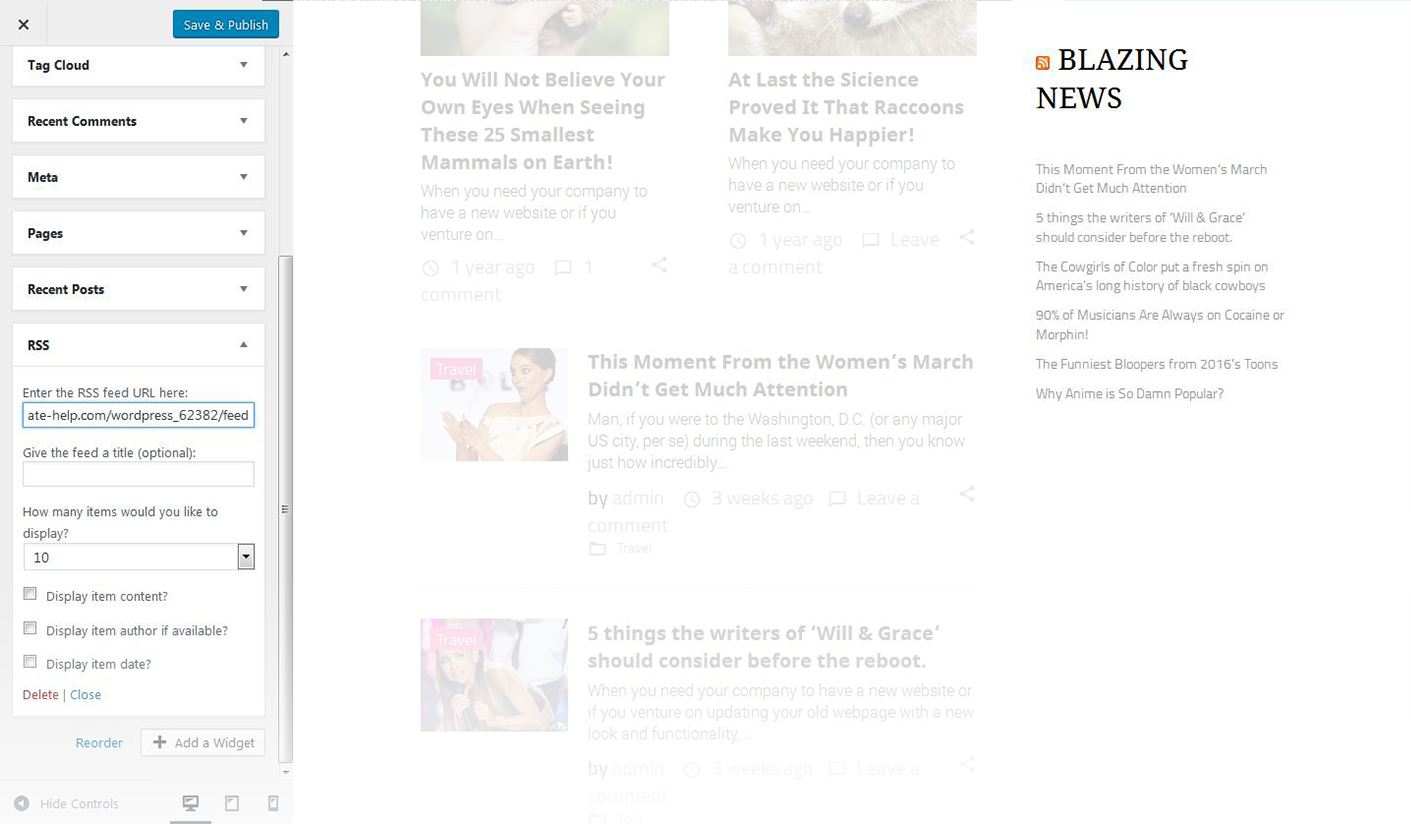 Save & Publish
Tag Cloud
Recent Comments
Meta
Pages
Recent Posts
RSS
Enter the RSS feed URL here:
ate-help.com/wordpress_62382/feed
Give the feed a title (optional):
How many items would you like to
display?
10
Display item content?
Display item author if available?
Display item date?
Delete | Close
Reorder
Add a Widget
Hide Controls
You Will Not Believe Your
Own Eyes When Seeing
These 25 Smallest
Mammals on Earth!
When you need your company to
have a new website or if you
venture on...
1 year ago 1
comment
At Last the Sicience
Proved It That Raccoons
Make You Happier!
When you need your company to
have a new website or if you
venture on...
1 year ago Leave
a comment
Travel
This Moment From the Women's March
Didn't Get Much Attention
Man, if you were to the Washington, D.C. (or any major
US city, per se) during the last weekend, then you know
just how incredibly...
by admin 3 weeks ago Leave a
comment
Travel
Travel
5 things the writers of ‘Will & Grace’
should consider before the reboot.
When you need your company to have a new website or
if you venture on updating your old webpage with a new
look and functionality,...
by admin 3 weeks ago Leave a
comment
Tech
BLAZING
NEWS
This Moment From the Women's March
Didn't Get Much Attention
5 things the writers of ‘Will & Grace’
should consider before the reboot.
The Cowgirls of Color put a fresh spin on
America's long history of black cowboys
90% of Musicians Are Always on Cocaine or
Morphin!
The Funniest Bloopers from 2016's Toons
Why Anime is So Damn Popular?